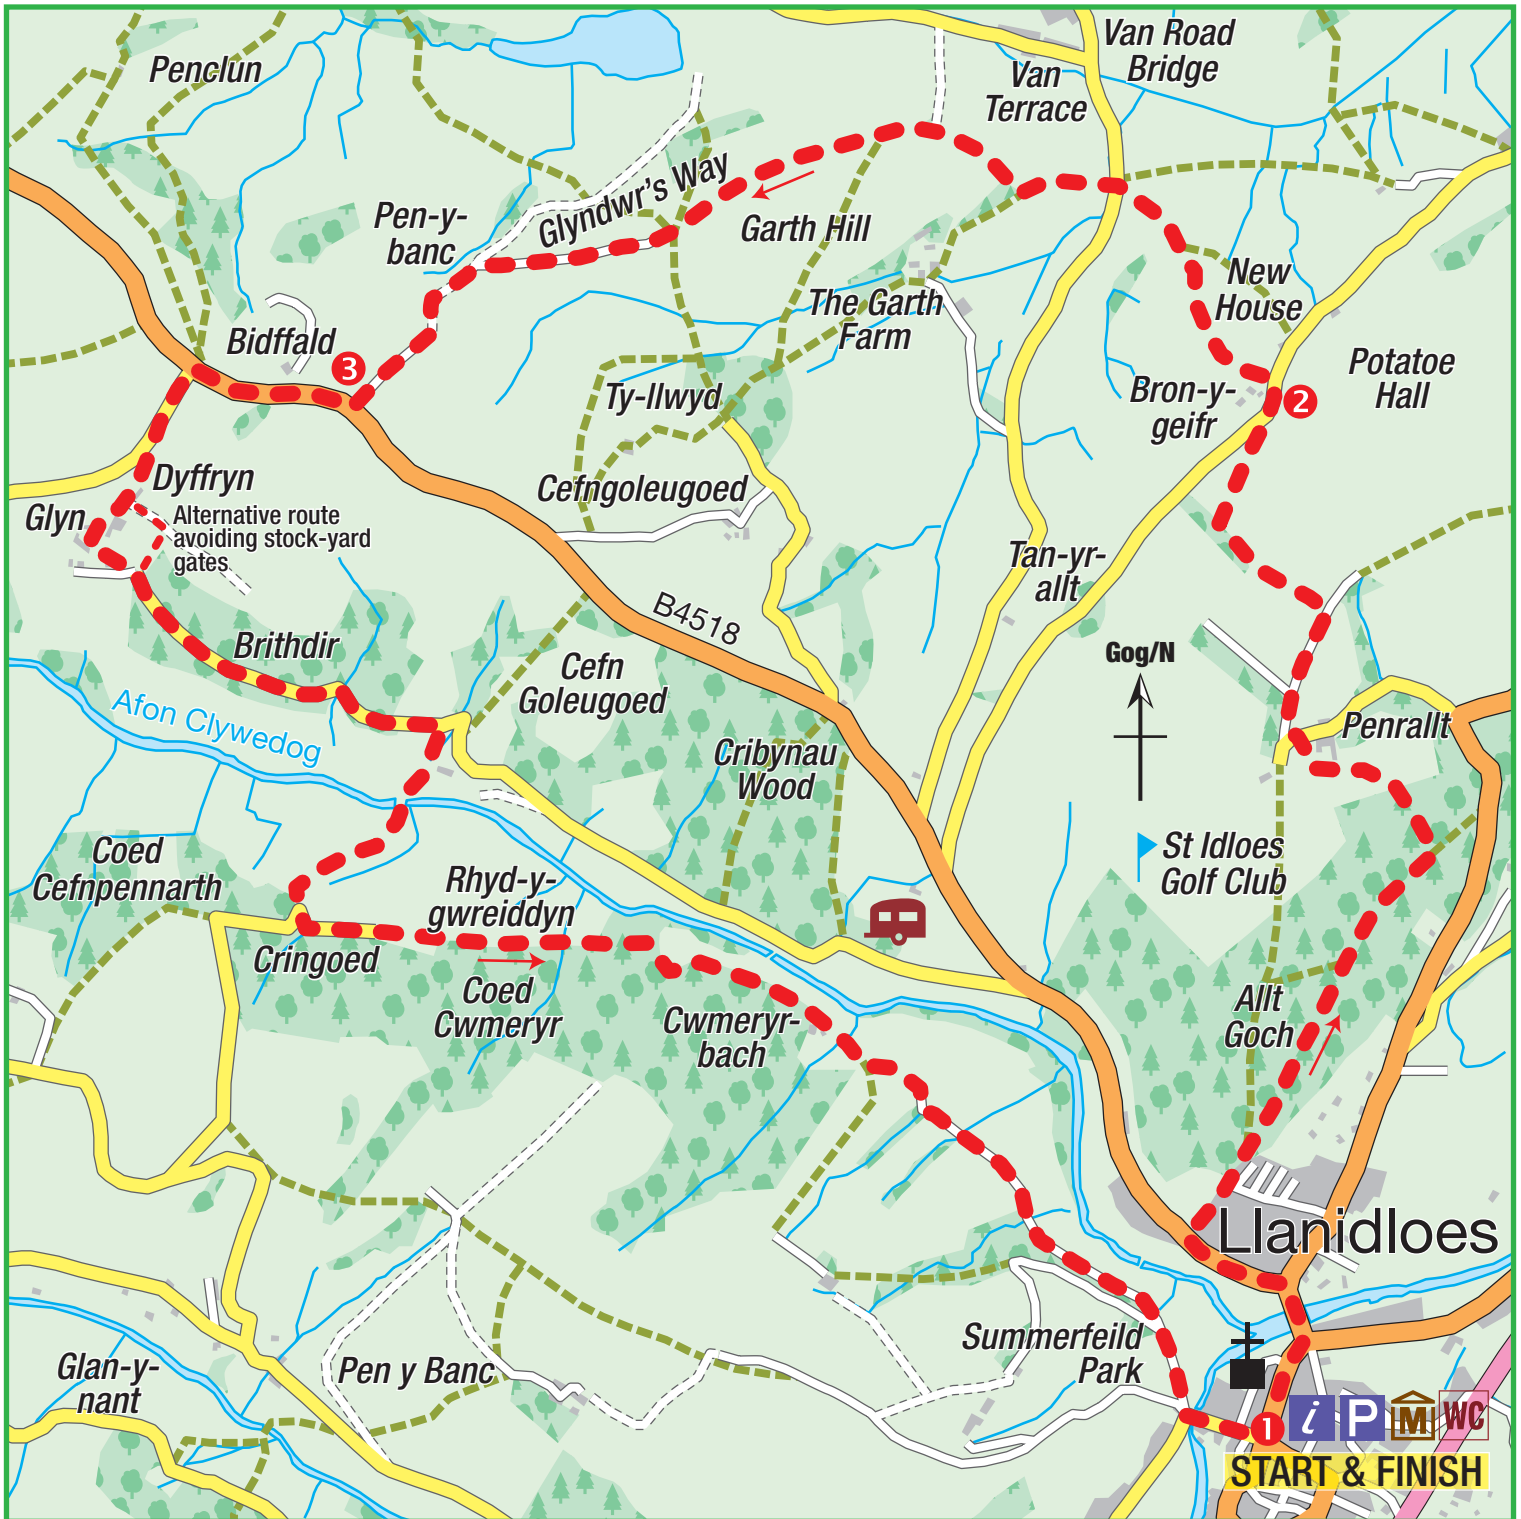 Penclun
Van Road
Bridge
Van
Terrace
Glyndwr's Way
Pen-y-
banc
Garth Hill
New
House
The Garth
Farm
Bidffald
3
Potatoe
Hall
Ty-llwyd
Bron-y-
geifr
2
Dyffryn
Cefngoleugoed
Glyn
Alternative route
avoiding stock-yard
gates
Tan-yr-
allt
B4518
Brithdir
Cefn
Goleugoed
Gog/N
Afon Clywedog
Penrallt
Cribynau
Wood
Coed
Cefnpennarth
St Idloes
Golf Club
Rhyd-y-
gwreiddyn
Cringoed
Coed
Cwmeryr
Cwmeryr-
bach
Allt
Goch
Llanidloes
Summerfeild
Park
Glan-y-
nant
Pen y Banc
1
i P M WC
START & FINISH